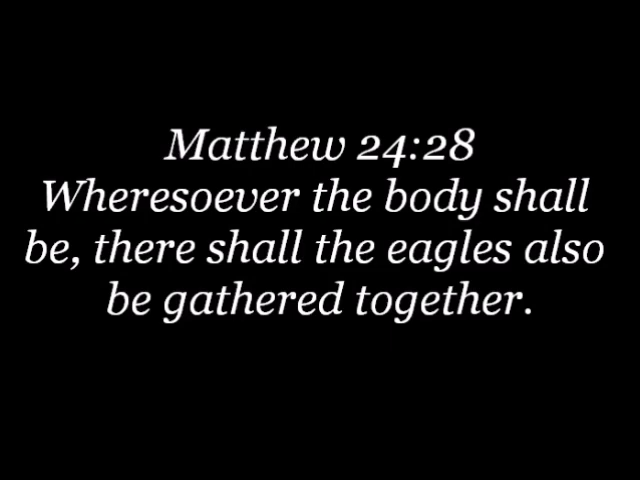 Matthew 24:28
Wheresoever the body shall
be, there shall the eagles also
be gathered together.